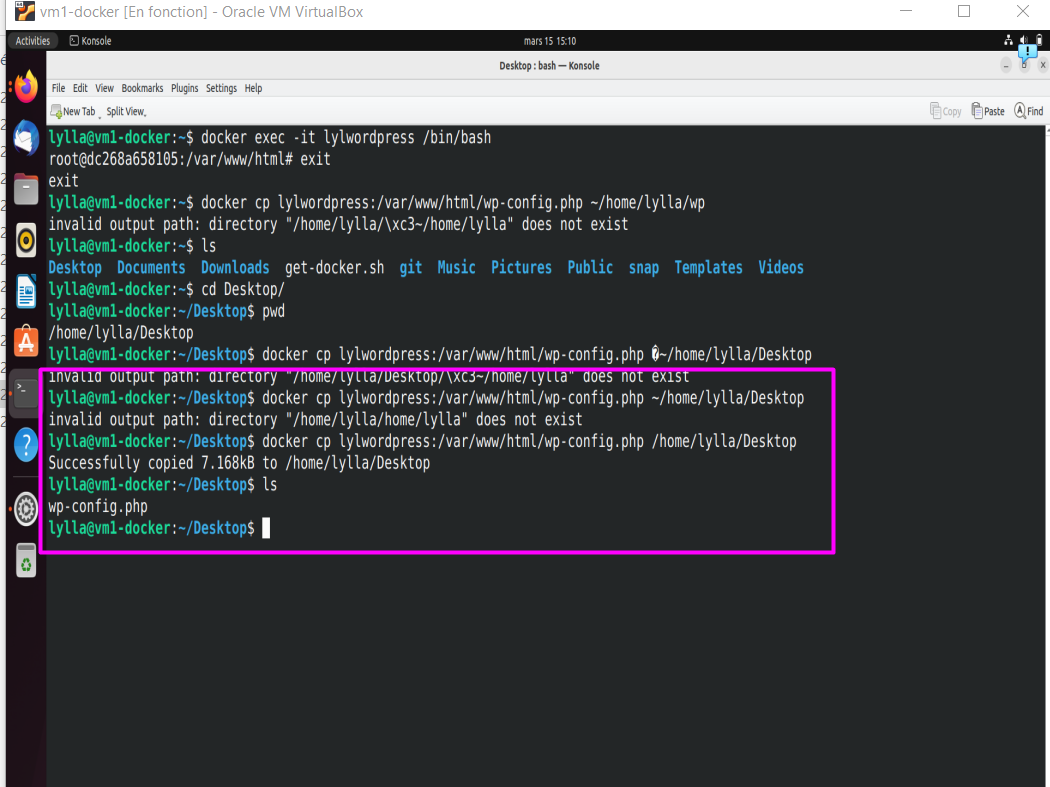 vm1-docker [En fonction] - Oracle VM VirtualBox
Activities Konsole mars 15 15:10
Desktop : bash — Konsole
File Edit View Bookmarks Plugins Settings Help
New Tab Split View Copy Paste Find
lylla@vm1-docker:~$ docker exec -it lylwordpress /bin/bash
root@dc268a658105:/var/www/html# exit
exit
lylla@vm1-docker:~$ docker cp lylwordpress:/var/www/html/wp-config.php ~/home/lylla/wp
invalid output path: directory "/home/lylla/\xc3~/home/lylla" does not exist
lylla@vm1-docker:~$ ls
Desktop Documents Downloads get-docker.sh git Music Pictures Public snap Templates Videos
lylla@vm1-docker:~$ cd Desktop/
lylla@vm1-docker:~/Desktop$ pwd
/home/lylla/Desktop
lylla@vm1-docker:~/Desktop$ docker cp lylwordpress:/var/www/html/wp-config.php �~/home/lylla/Desktop
invalid output path: directory "/home/lylla/Desktop/\xc3~/home/lylla" does not exist
lylla@vm1-docker:~/Desktop$ docker cp lylwordpress:/var/www/html/wp-config.php ~/home/lylla/Desktop
invalid output path: directory "/home/lylla/home/lylla" does not exist
lylla@vm1-docker:~/Desktop$ docker cp lylwordpress:/var/www/html/wp-config.php /home/lylla/Desktop
Successfully copied 7.168kB to /home/lylla/Desktop
lylla@vm1-docker:~/Desktop$ ls
wp-config.php
lylla@vm1-docker:~/Desktop$